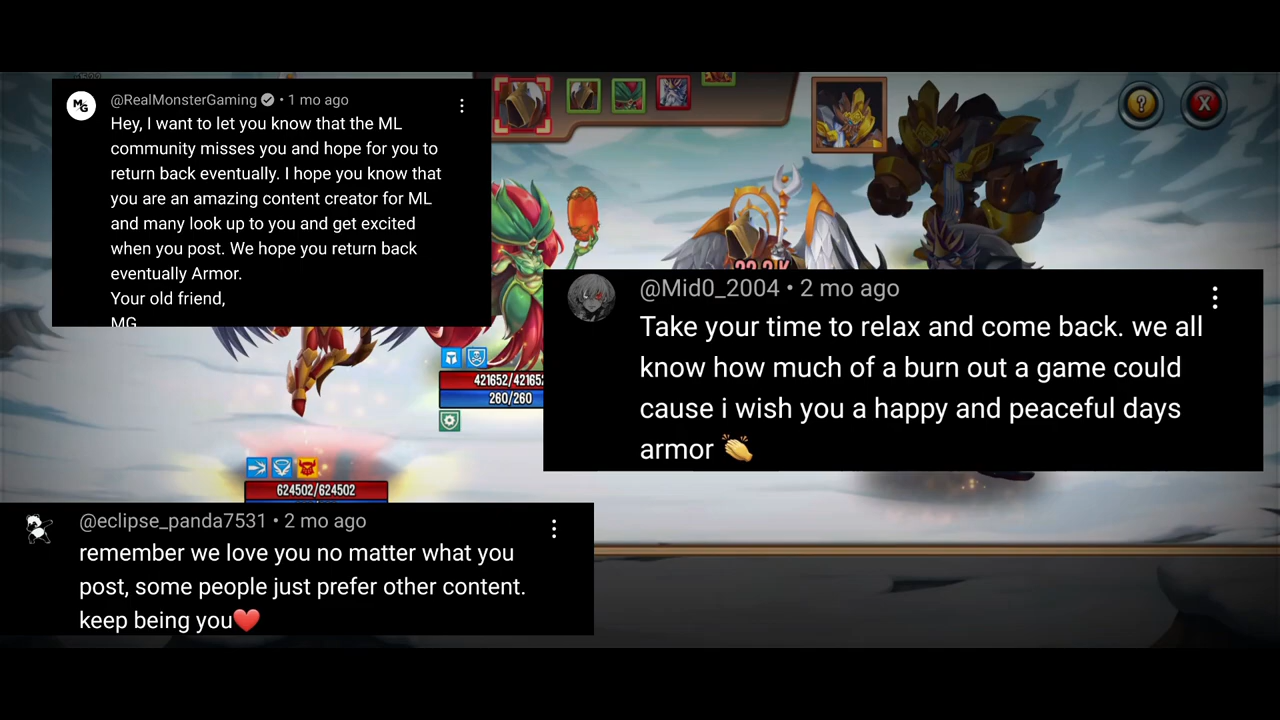 MG
@RealMonsterGaming • 1 mo ago
Hey, I want to let you know that the ML
community misses you and hope for you to
return back eventually. I hope you know that
you are an amazing content creator for ML
and many look up to you and get excited
when you post. We hope you return back
eventually Armor.
Your old friend,
MG
?
X
@Mid0_2004 • 2 mo ago
Take your time to relax and come back. we all
know how much of a burn out a game could
cause i wish you a happy and peaceful days
armor 👏
421652/421652
260/260
624502/624502
@eclipse_panda7531 • 2 mo ago
remember we love you no matter what you
post, some people just prefer other content.
keep being you❤️